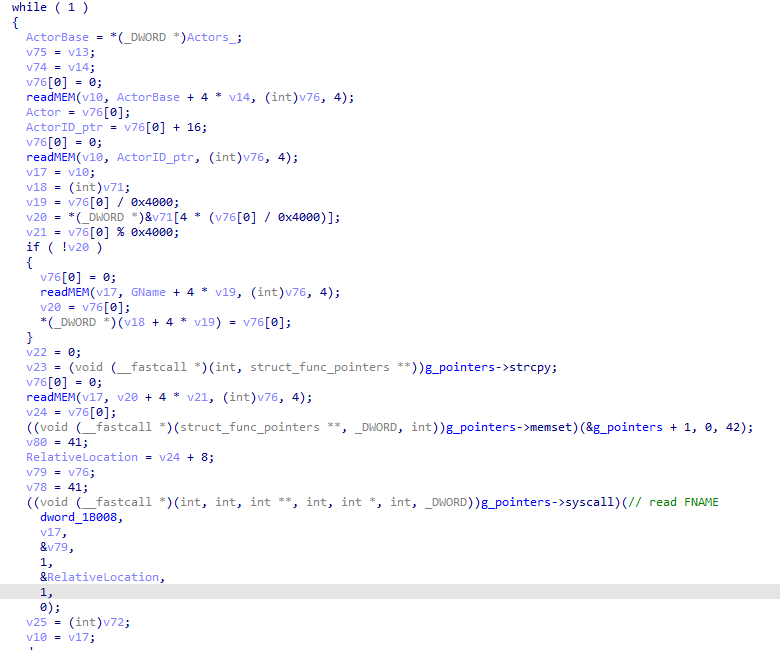 while ( 1 )
{
ActorBase = *(_DWORD *)Actors_;
v75 = v13;
v74 = v14;
v76[0] = 0;
readMEM(v10, ActorBase + 4 * v14, (int)v76, 4);
Actor = v76[0];
ActorID_ptr = v76[0] + 16;
v76[0] = 0;
readMEM(v10, ActorID_ptr, (int)v76, 4);
v17 = v10;
v18 = (int)v71;
v19 = v76[0] / 0x4000;
v20 = *(_DWORD *)&v71[4 * (v76[0] / 0x4000)];
v21 = v76[0] % 0x4000;
if ( !v20 )
{
v76[0] = 0;
readMEM(v17, GName + 4 * v19, (int)v76, 4);
v20 = v76[0];
*(_DWORD *)(v18 + 4 * v19) = v76[0];
}
v22 = 0;
v23 = (void (__fastcall *)(int, struct_func_pointers **))g_pointers->strcpy;
v76[0] = 0;
readMEM(v17, v20 + 4 * v21, (int)v76, 4);
v24 = v76[0];
((void (__fastcall *)(struct_func_pointers **, _DWORD, int))g_pointers->memset)(&g_pointers + 1, 0, 42);
v80 = 41;
RelativeLocation = v24 + 8;
v79 = v76;
v78 = 41;
((void (__fastcall *)(int, int, int **, int, int *, int, _DWORD))g_pointers->syscall)(// read FNAME
dword_1B008,
v17,
&v79,
1,
&RelativeLocation,
1,
0);
v25 = (int)v72;
v10 = v17;